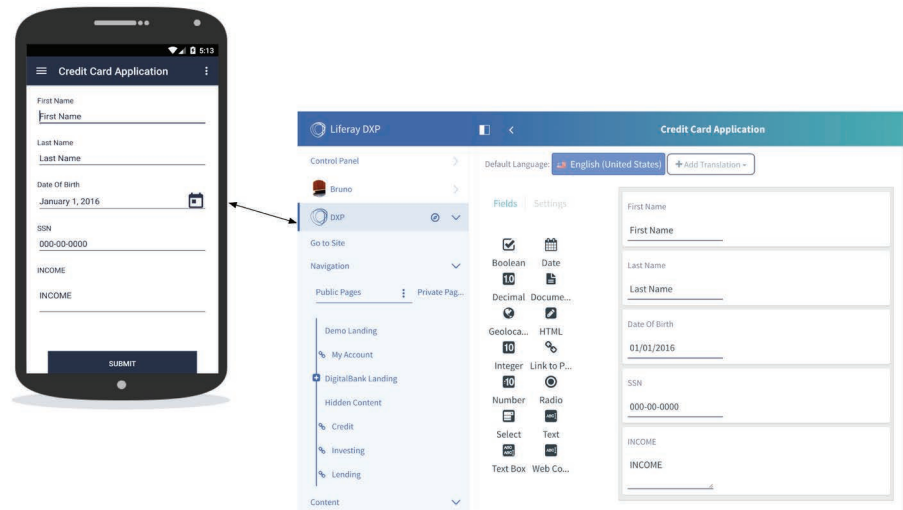 5:13
Credit Card Application
First Name
First Name
Last Name
Last Name
Date Of Birth
January 1, 2016
SSN
000-00-0000
INCOME
INCOME
SUBMIT
Liferay DXP
Credit Card Application
Control Panel
Bruno
DXP
Go to Site
Navigation
Public Pages
Private Pag...
Demo Landing
My Account
DigitalBank Landing
Hidden Content
Credit
Investing
Lending
Content
Default Language: English (United States) +Add Translation
Fields Settings
Boolean Date
1.0
Decimal Docume...
Geoloca... HTML
10
Integer Link to P...
10
Number Radio
Select Text
Text Box Web Co...
First Name
First Name
Last Name
Last Name
Date Of Birth
01/01/2016
SSN
000-00-0000
INCOME
INCOME